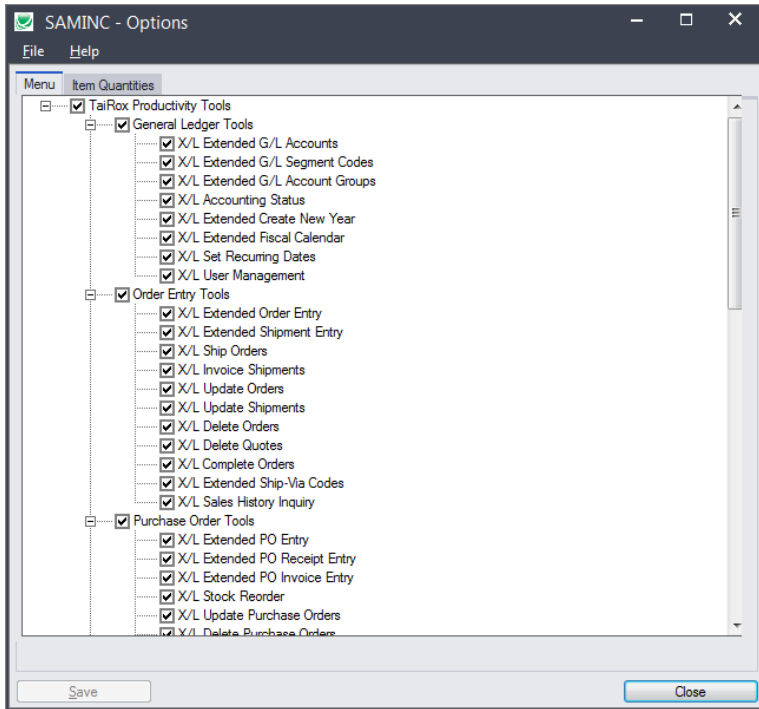 SAMINC - Options
File Help
Menu Item Quantities
TaiRox Productivity Tools
General Ledger Tools
X/L Extended G/L Accounts
X/L Extended G/L Segment Codes
X/L Extended G/L Account Groups
X/L Accounting Status
X/L Extended Create New Year
X/L Extended Fiscal Calendar
X/L Set Recurring Dates
X/L User Management
Order Entry Tools
X/L Extended Order Entry
X/L Extended Shipment Entry
X/L Ship Orders
X/L Invoice Shipments
X/L Update Orders
X/L Update Shipments
X/L Delete Orders
X/L Delete Quotes
X/L Complete Orders
X/L Extended Ship-Via Codes
X/L Sales History Inquiry
Purchase Order Tools
X/L Extended PO Entry
X/L Extended PO Receipt Entry
X/L Extended PO Invoice Entry
X/L Stock Reorder
X/L Update Purchase Orders
X/L Delete Purchase Orders
Save Close